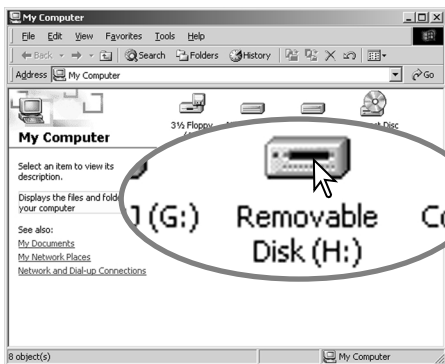 My Computer
File Edit View Favorites Tools Help
Back Search Folders History
Address My Computer Go
3½ Floppy Disc
My Computer
Select an item to view its
description.
Displays the files and
your computer
(G:) Removable
Disk (H:)
See also:
My Documents
My Network Places
Network and Dial-up Connections
8 object(s) My Computer